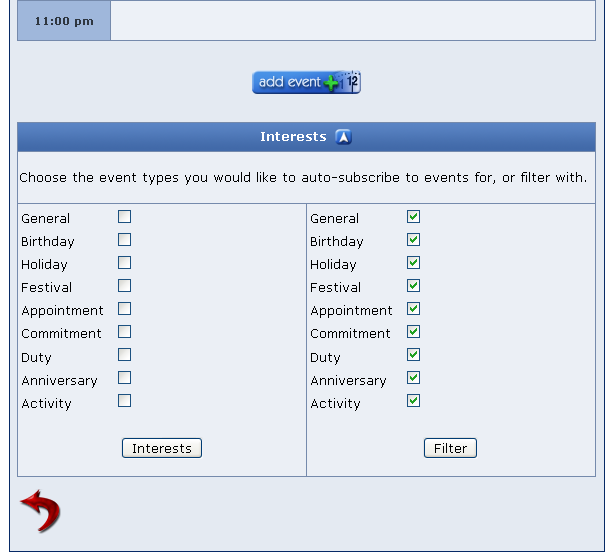 11:00 pm
add event 12
Interests
Choose the event types you would like to auto-subscribe to events for, or filter with.
General
Birthday
Holiday
Festival
Appointment
Commitment
Duty
Anniversary
Activity
Interests
General
Birthday
Holiday
Festival
Appointment
Commitment
Duty
Anniversary
Activity
Filter